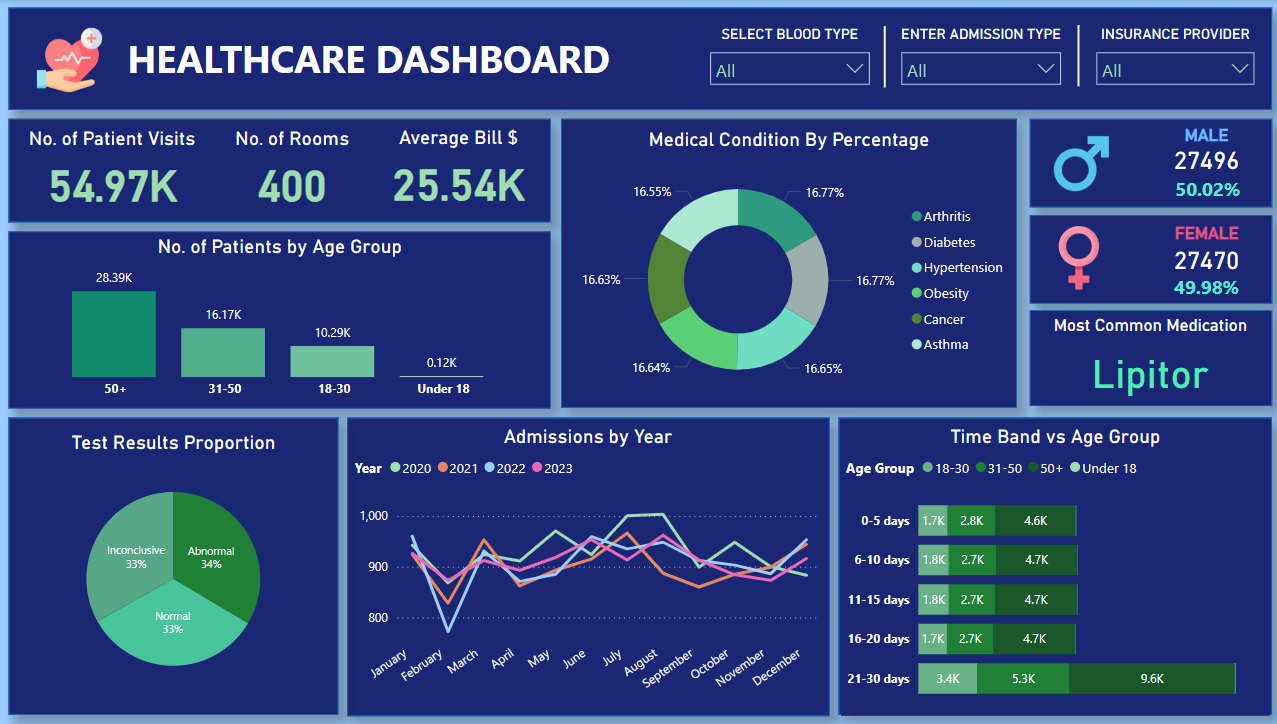 HEALTHCARE DASHBOARD
SELECT BLOOD TYPE
All
ENTER ADMISSION TYPE
All
INSURANCE PROVIDER
All
No. of Patient Visits
54.97K
No. of Rooms
400
Average Bill $
25.54K
No. of Patients by Age Group
28.39K
16.17K
10.29K
0.12K
50+
31-50
18-30
Under 18
Medical Condition By Percentage
16.55%
16.77%
16.63%
16.77%
16.64%
16.65%
Arthritis
Diabetes
Hypertension
Obesity
Cancer
Asthma
MALE
27496
50.02%
FEMALE
27470
49.98%
Most Common Medication
Lipitor
Test Results Proportion
Inconclusive
33%
Abnormal
34%
Normal
33%
Admissions by Year
Year 2020 2021 2022 2023
1,000
900
800
January
February
March
April
May
June
July
August
September
October
November
December
Time Band vs Age Group
Age Group 18-30 31-50 50+ Under 18
0-5 days 1.7K 2.8K 4.6K
6-10 days 1.8K 2.7K 4.7K
11-15 days 1.8K 2.7K 4.7K
16-20 days 1.7K 2.7K 4.7K
21-30 days 3.4K 5.3K 9.6K